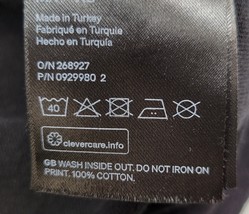 Made in Turkey
Fabriqué en Turquie
Hecho en Turquía
O/N 268927
P/N 0929980 2
40
clevercare.info
GB WASH INSIDE OUT. DO NOT IRON ON
PRINT. 100% COTTON.